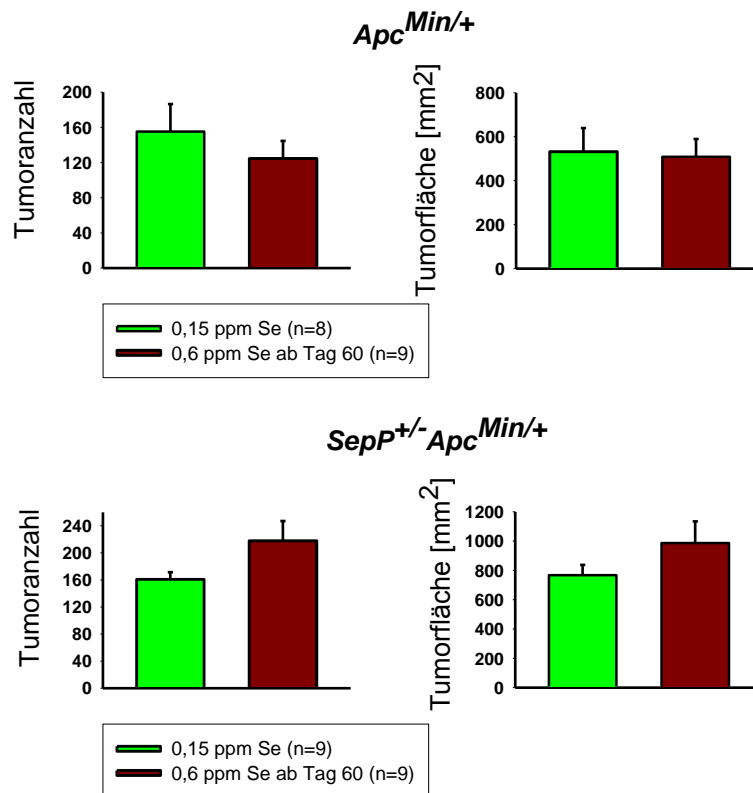 Apc^Min/+
Tumoranzahl
200
160
120
80
40
0
Tumorfläche [mm²]
800
600
400
200
0
0,15 ppm Se (n=8)
0,6 ppm Se ab Tag 60 (n=9)
SepP^+/-Apc^Min/+
Tumoranzahl
240
200
160
120
80
40
0
Tumorfläche [mm²]
1200
1000
800
600
400
200
0
0,15 ppm Se (n=9)
0,6 ppm Se ab Tag 60 (n=9)